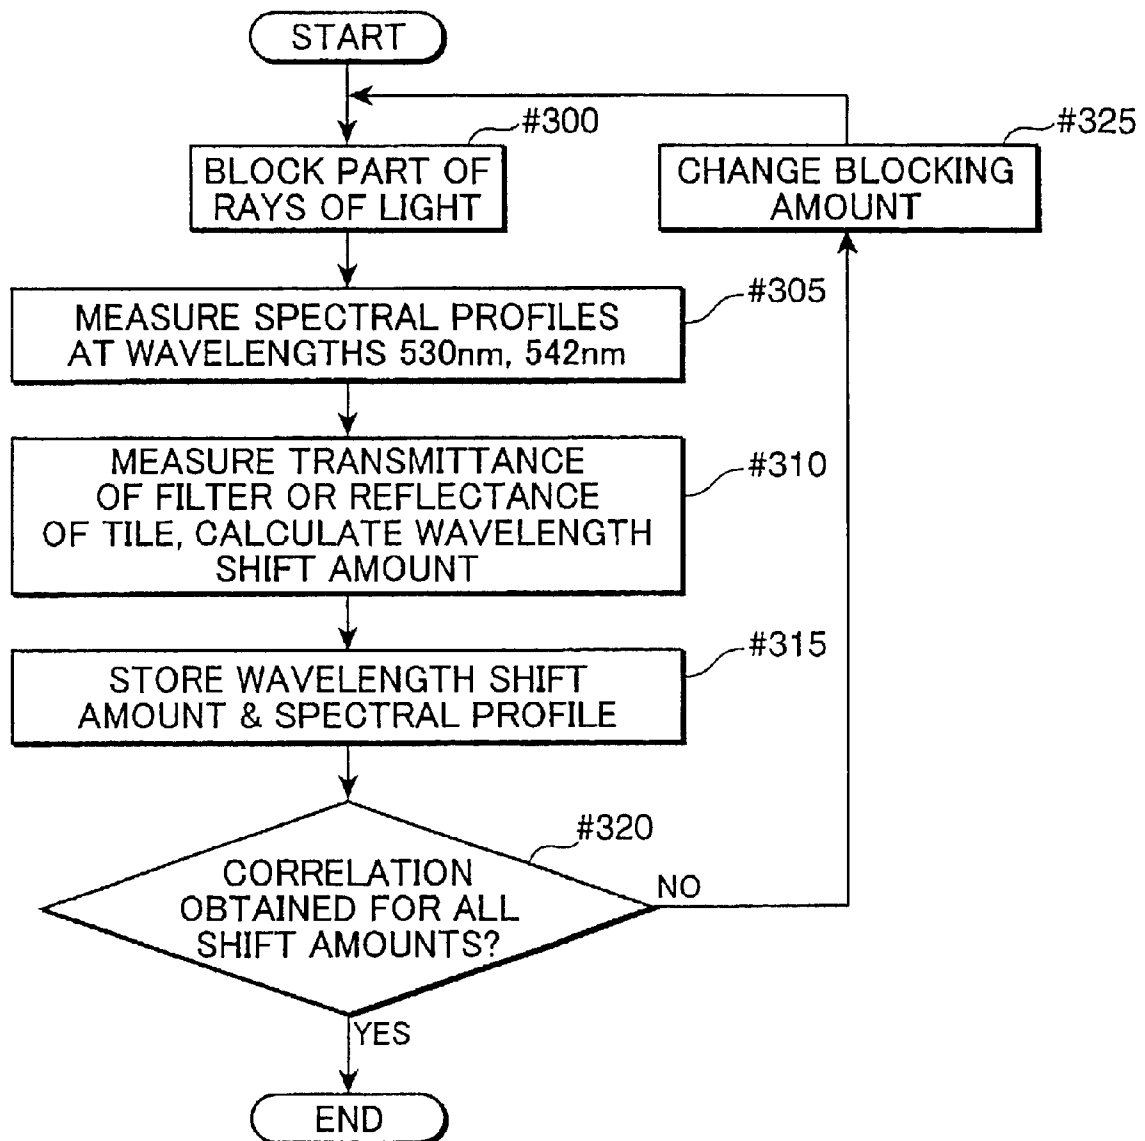 START
#300
BLOCK PART OF
RAYS OF LIGHT
#325
CHANGE BLOCKING
AMOUNT
#305
MEASURE SPECTRAL PROFILES
AT WAVELENGTHS 530nm, 542nm
#310
MEASURE TRANSMITTANCE
OF FILTER OR REFLECTANCE
OF TILE, CALCULATE WAVELENGTH
SHIFT AMOUNT
#315
STORE WAVELENGTH SHIFT
AMOUNT & SPECTRAL PROFILE
#320
CORRELATION
OBTAINED FOR ALL
SHIFT AMOUNTS?
NO
YES
END